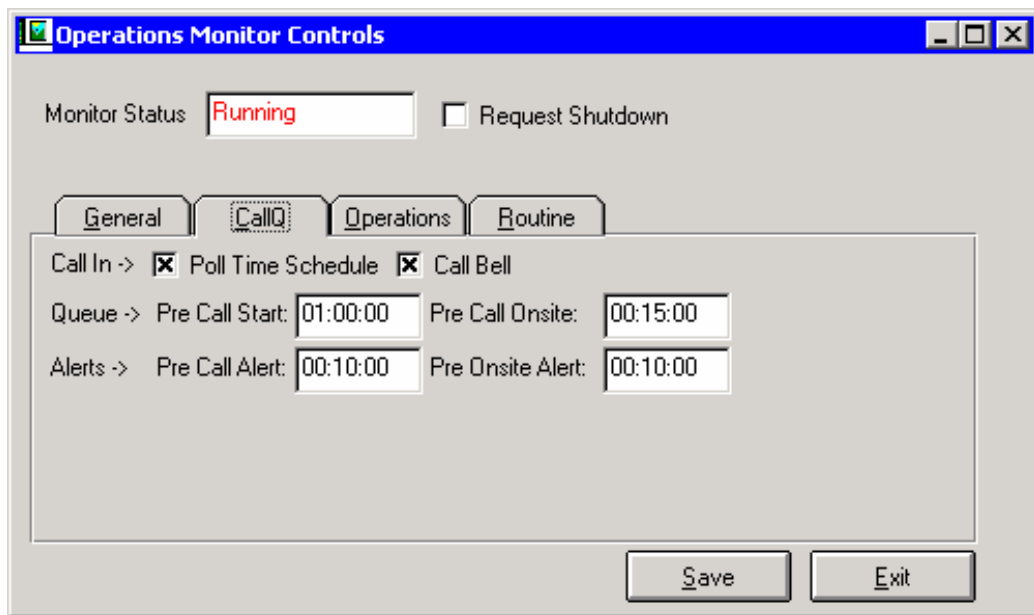 Operations Monitor Controls
Monitor Status Running Request Shutdown
General CallQ Operations Routine
Call In -> Poll Time Schedule Call Bell
Queue -> Pre Call Start: 01:00:00 Pre Call Onsite: 00:15:00
Alerts -> Pre Call Alert: 00:10:00 Pre Onsite Alert: 00:10:00
Save Exit